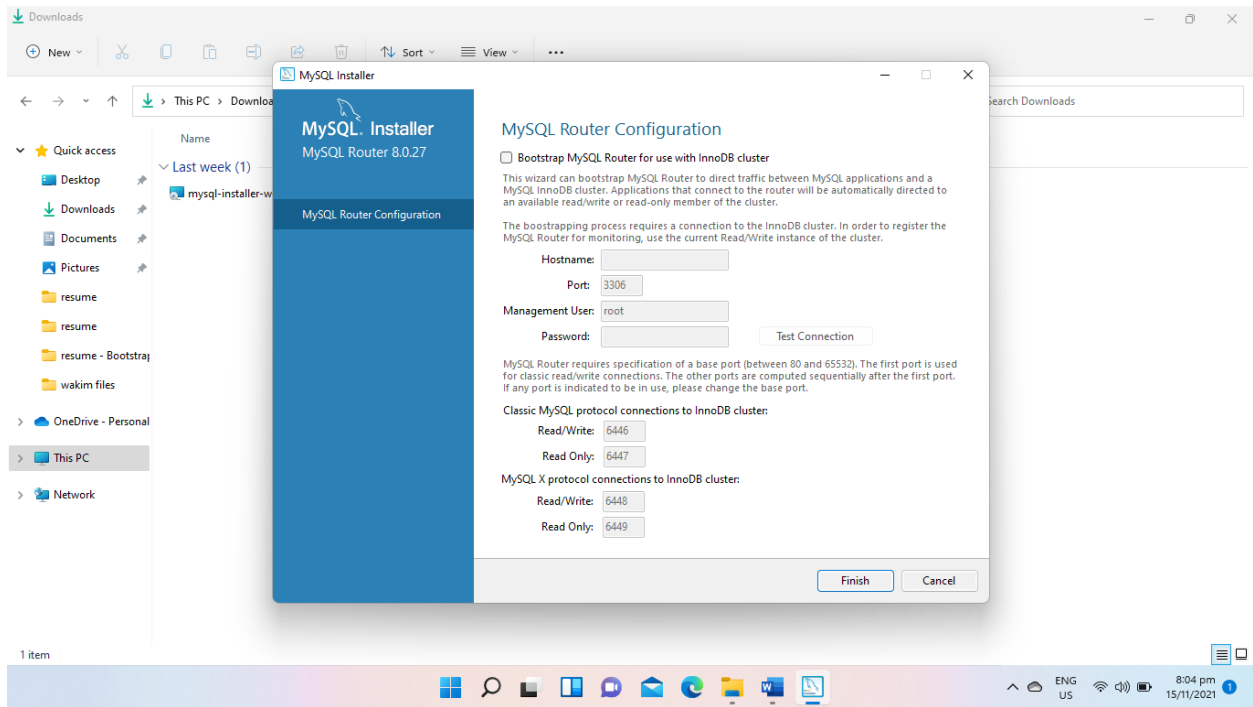 Downloads
New
Sort
View
MySQL Installer
This PC > Downloa
Search Downloads
Quick access
Desktop
Downloads
Documents
Pictures
resume
resume
resume - Bootstrap
wakim files
OneDrive - Personal
This PC
Network
Name
Last week (1)
mysql-installer-w
MySQL. Installer
MySQL Router 8.0.27
MySQL Router Configuration
MySQL Router Configuration
Bootstrap MySQL Router for use with InnoDB cluster
This wizard can bootstrap MySQL Router to direct traffic between MySQL applications and a
MySQL InnoDB cluster. Applications that connect to the router will be automatically directed to
an available read/write or read-only member of the cluster.
The boostrapping process requires a connection to the InnoDB cluster. In order to register the
MySQL Router for monitoring, use the current Read/Write instance of the cluster.
Hostname:
Port: 3306
Management User: root
Password: Test Connection
MySQL Router requires specification of a base port (between 80 and 65532). The first port is used
for classic read/write connections. The other ports are computed sequentially after the first port.
If any port is indicated to be in use, please change the base port.
Classic MySQL protocol connections to InnoDB cluster:
Read/Write: 6446
Read Only: 6447
MySQL X protocol connections to InnoDB cluster:
Read/Write: 6448
Read Only: 6449
Finish Cancel
1 item
ENG
US
8:04 pm
15/11/2021
1